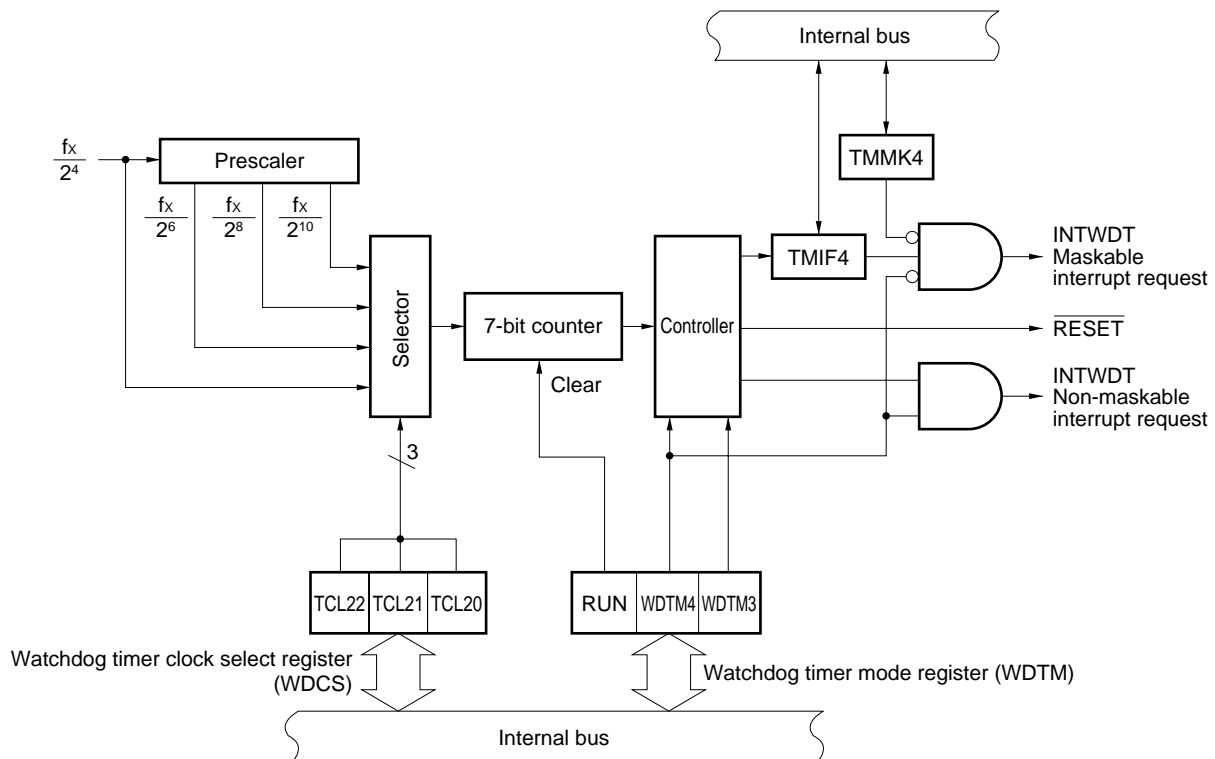 Internal bus
TMMK4
fX
2⁴
Prescaler
fX
2⁶
fX
2⁸
fX
2¹⁰
Selector
7-bit counter
Clear
Controller
TMIF4
INTWDT
Maskable
interrupt request
RESET
INTWDT
Non-maskable
interrupt request
3
TCL22 TCL21 TCL20
RUN WDTM4 WDTM3
Watchdog timer clock select register
(WDCS)
Watchdog timer mode register (WDTM)
Internal bus